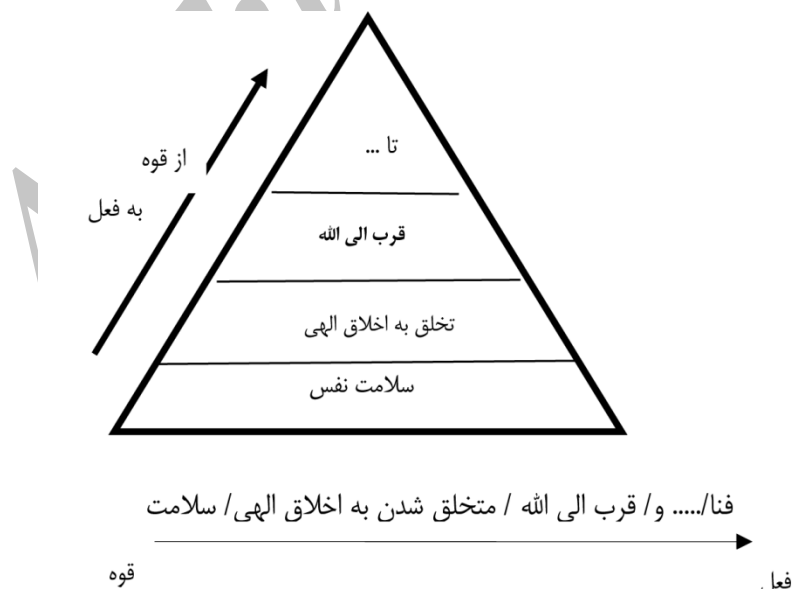 تا ...
از قوه
به فعل
قرب الی الله
تخلق به اخلاق الهی
سلامت نفس
فنا/..... و/ قرب الی الله / متخلق شدن به اخلاق الهی/ سلامت
قوه
فعل